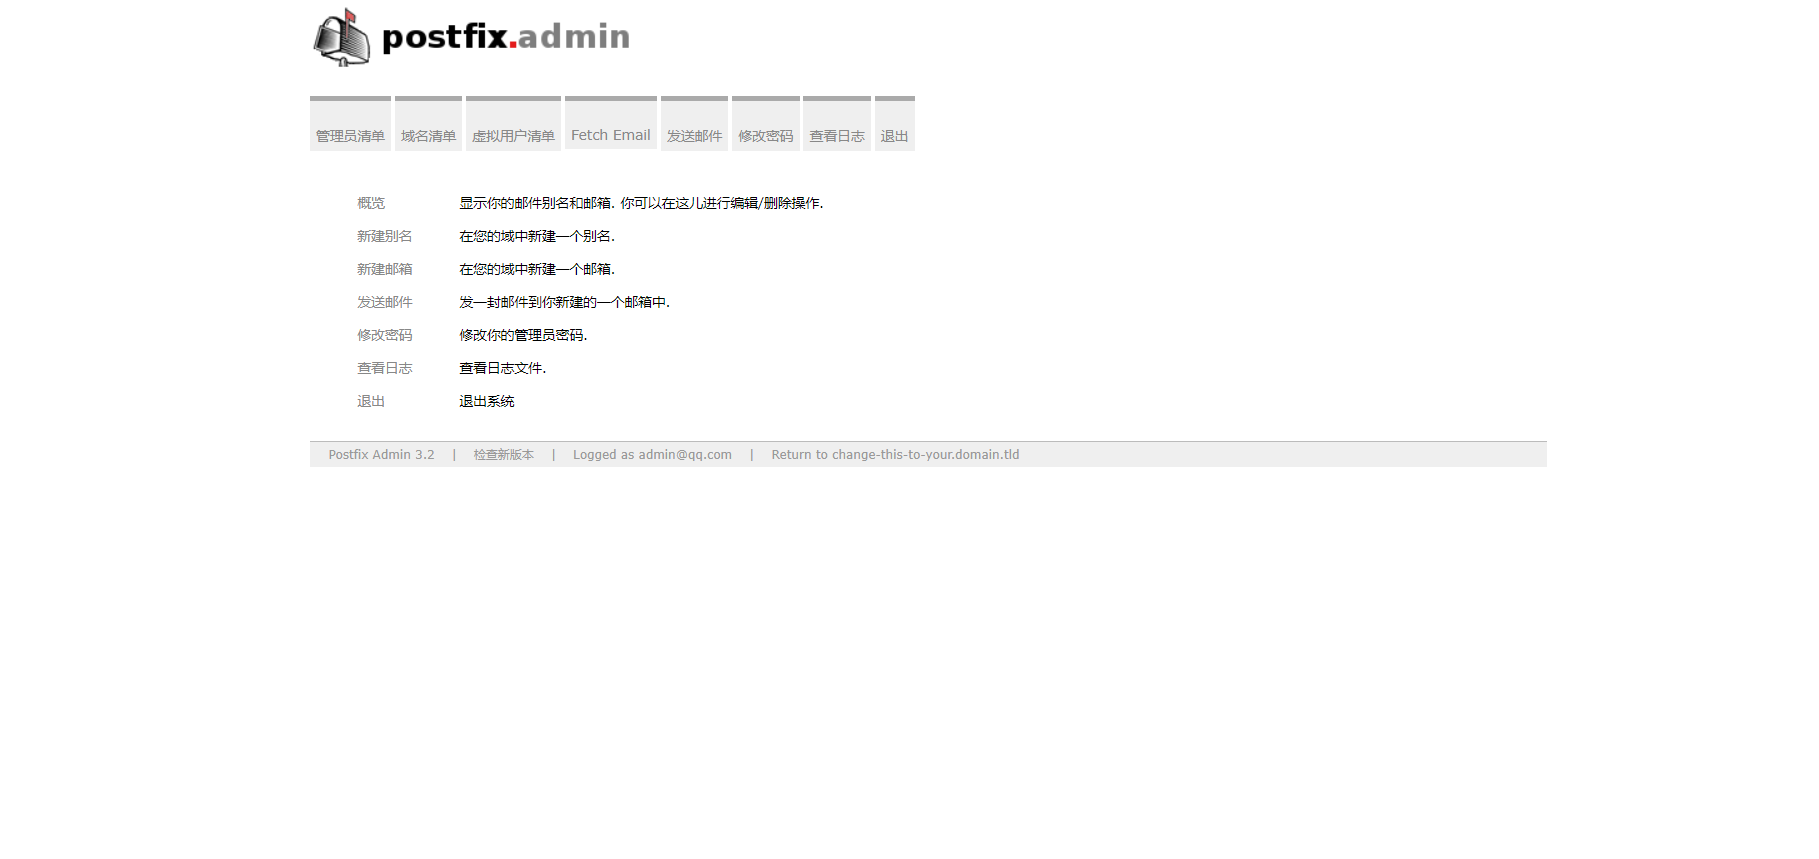 postfix.admin
管理员清单 域名清单 虚拟用户清单 Fetch Email 发送邮件 修改密码 查看日志 退出
概览 显示你的邮件别名和邮箱. 你可以在这儿进行编辑/删除操作.
新建别名 在您的域中新建一个别名.
新建邮箱 在您的域中新建一个邮箱.
发送邮件 发一封邮件到你新建的一个邮箱中.
修改密码 修改你的管理员密码.
查看日志 查看日志文件.
退出 退出系统
Postfix Admin 3.2 | 检查新版本 | Logged as admin@qq.com | Return to change-this-to-your.domain.tld